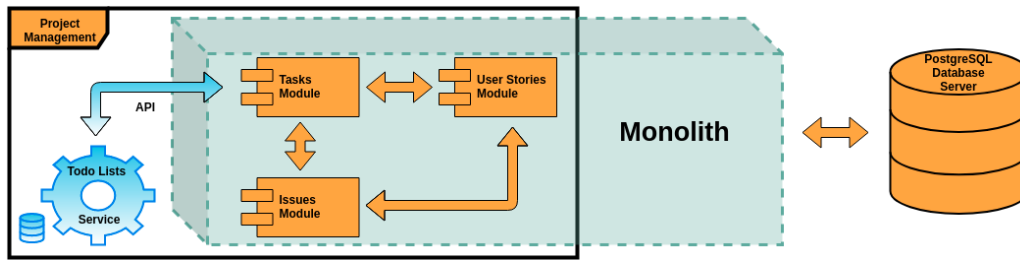 Project
Management
API
Todo Lists
Service
Tasks
Module
User Stories
Module
Issues
Module
Monolith
PostgreSQL
Database
Server